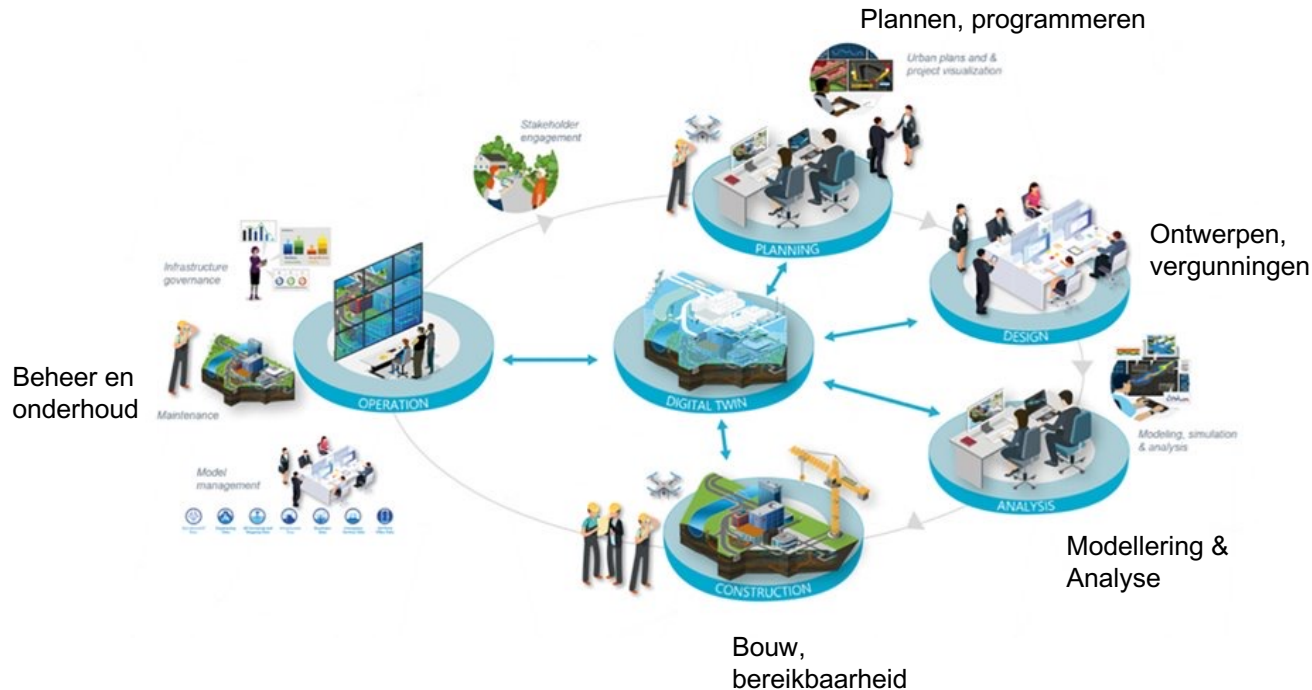 Plannen, programmeren
Urban plans and &
project visualization
Stakeholder
engagement
PLANNING
Ontwerpen,
vergunningen
DESIGN
Infrastructure
governance
Beheer en
onderhoud
Maintenance
OPERATION
DIGITAL TWIN
Modeling, simulation
& analysis
ANALYSIS
Model
management
CONSTRUCTION
Modellering &
Analyse
Bouw,
bereikbaarheid